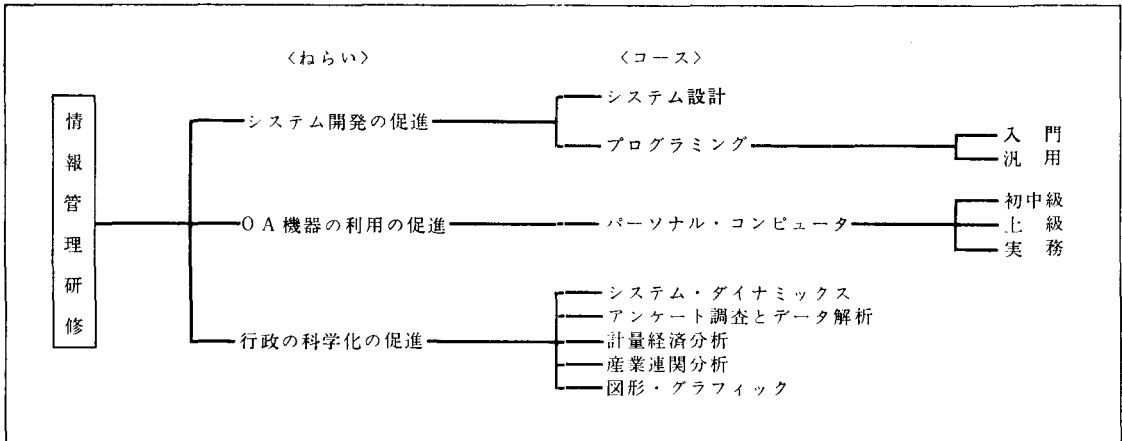 〈ねらい〉
〈コース〉
情報管理研修
システム開発の促進
システム設計
プログラミング
入門
汎用
OA機器の利用の促進
パーソナル・コンピュータ
初中級
上級
実務
行政の科学化の促進
システム・ダイナミックス
アンケート調査とデータ解析
計量経済分析
産業連関分析
図形・グラフィック